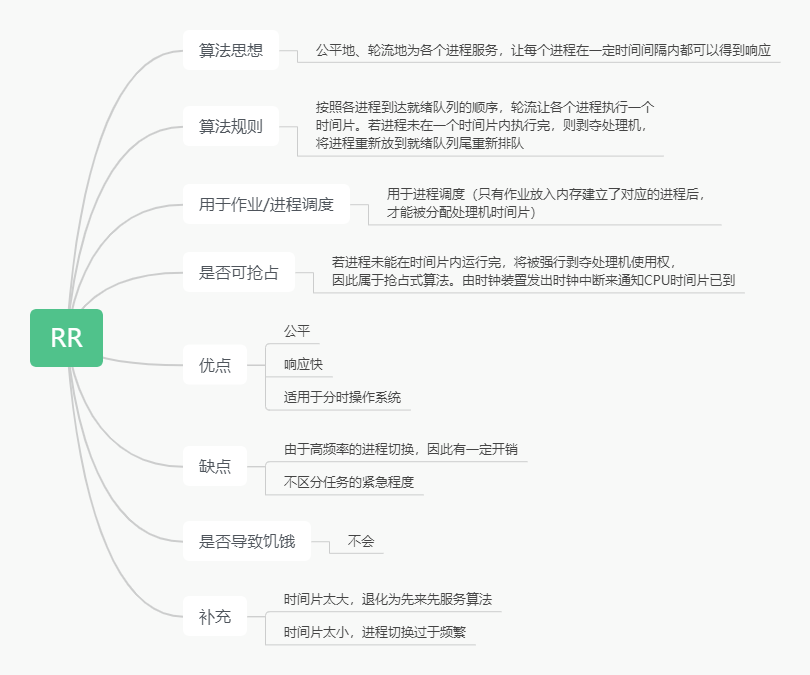 RR
算法思想
公平地、轮流地为各个进程服务，让每个进程在一定时间间隔内都可以得到响应
算法规则
按照各进程到达就绪队列的顺序，轮流让各个进程执行一个
时间片。若进程未在一个时间片内执行完，则剥夺处理机，
将进程重新放到就绪队列尾重新排队
用于作业/进程调度
用于进程调度（只有作业放入内存建立了对应的进程后，
才能被分配处理机时间片）
是否可抢占
若进程未能在时间片内运行完，将被强行剥夺处理机使用权，
因此属于抢占式算法。由时钟装置发出时钟中断来通知CPU时间片已到
优点
公平
响应快
适用于分时操作系统
缺点
由于高频率的进程切换，因此有一定开销
不区分任务的紧急程度
是否导致饥饿
不会
补充
时间片太大，退化为先来先服务算法
时间片太小，进程切换过于频繁